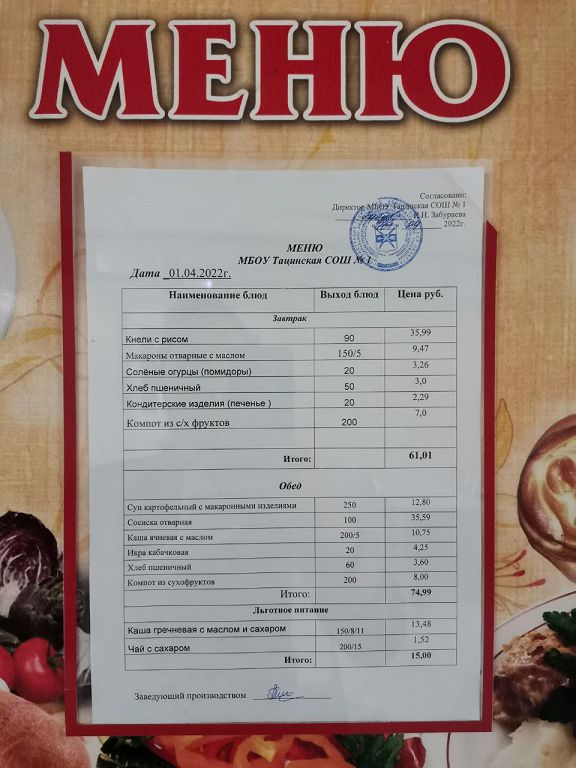 МЕНЮ
Согласовано:
Директор МБОУ Тацинская СОШ № 1
И.Н. Забураева
2022г.
МЕНЮ
МБОУ Тацинская СОШ № 1
Дата _01.04.2022г.
Наименование блюд Выход блюд Цена руб.
Завтрак
Кнели с рисом 90 35,99
Макароны отварные с маслом 150/5 9,47
Солёные огурцы (помидоры) 20 3,26
Хлеб пшеничный 50 3,0
Кондитерские изделия (печенье ) 20 2,29
Компот из с/х фруктов 200 7,0
Итого: 61,01
Обед
Суп картофельный с макаронными изделиями 250 12,80
Сосиска отварная 100 35,59
Каша ячневая с маслом 200/5 10,75
Икра кабачковая 20 4,25
Хлеб пшеничный 60 3,60
Компот из сухофруктов 200 8,00
Итого: 74,99
Льготное питание
Каша гречневая с маслом и сахаром 150/8/11 13,48
Чай с сахаром 200/15 1,52
Итого: 15,00
Заведующий производством